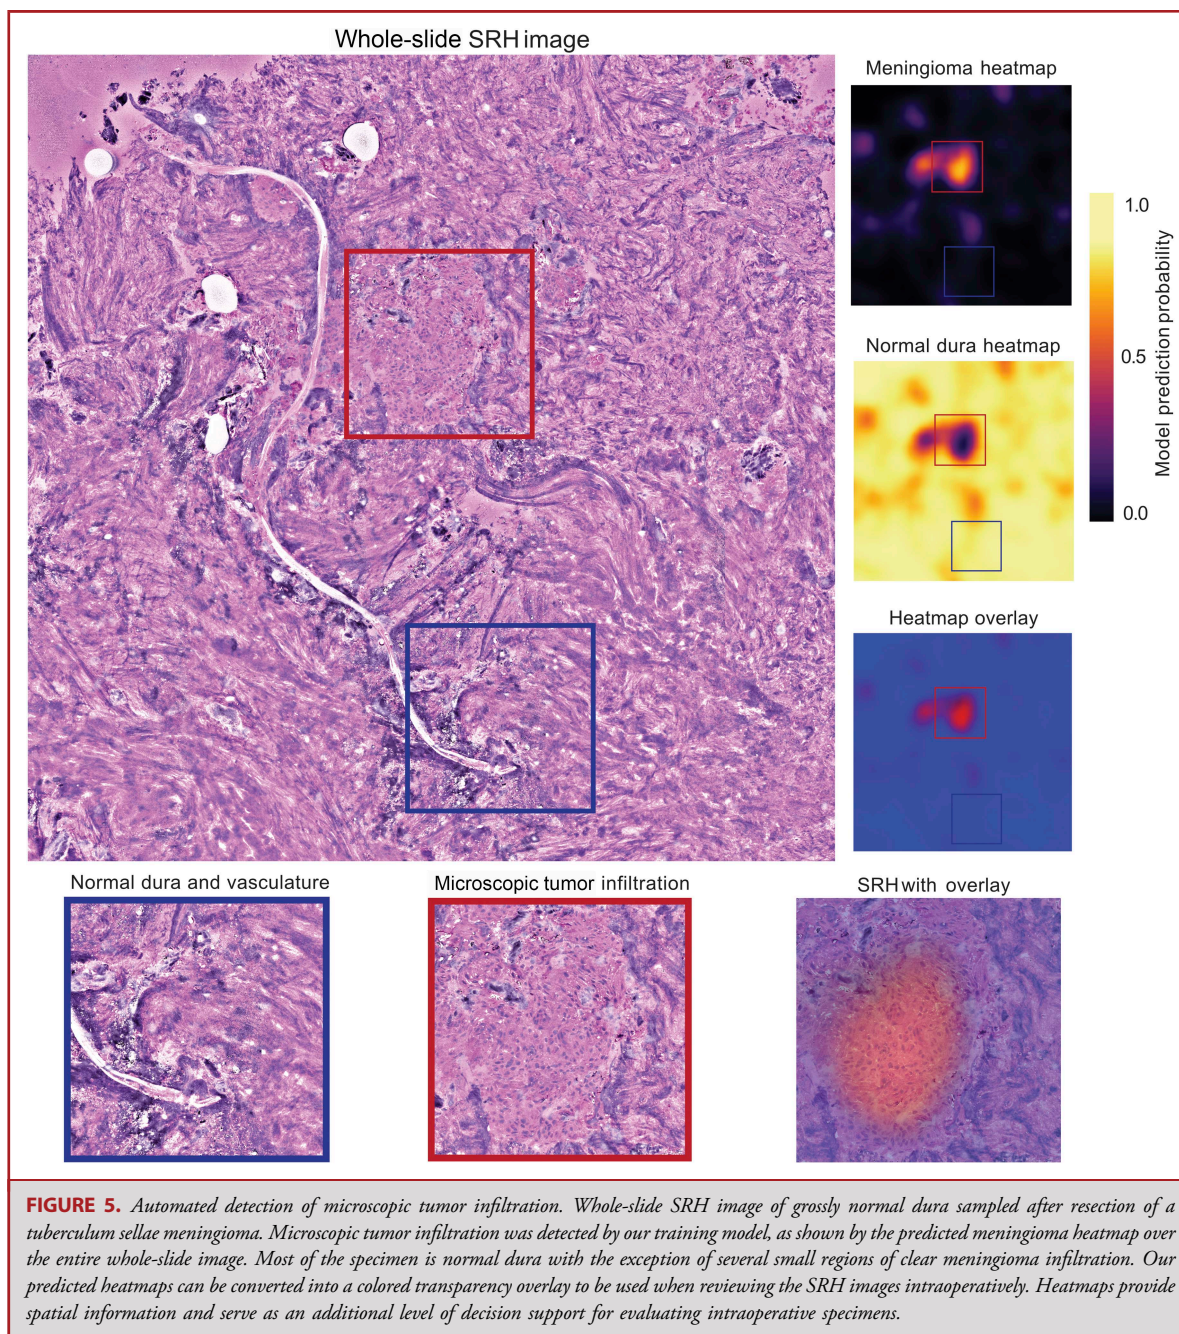 Whole-slide SRH image
Meningioma heatmap
1.0
0.5
0.0
Model prediction probability
Normal dura heatmap
Heatmap overlay
Normal dura and vasculature
Microscopic tumor infiltration
SRH with overlay
FIGURE 5. Automated detection of microscopic tumor infiltration. Whole-slide SRH image of grossly normal dura sampled after resection of a
tuberculum sellae meningioma. Microscopic tumor infiltration was detected by our training model, as shown by the predicted meningioma heatmap over
the entire whole-slide image. Most of the specimen is normal dura with the exception of several small regions of clear meningioma infiltration. Our
predicted heatmaps can be converted into a colored transparency overlay to be used when reviewing the SRH images intraoperatively. Heatmaps provide
spatial information and serve as an additional level of decision support for evaluating intraoperative specimens.